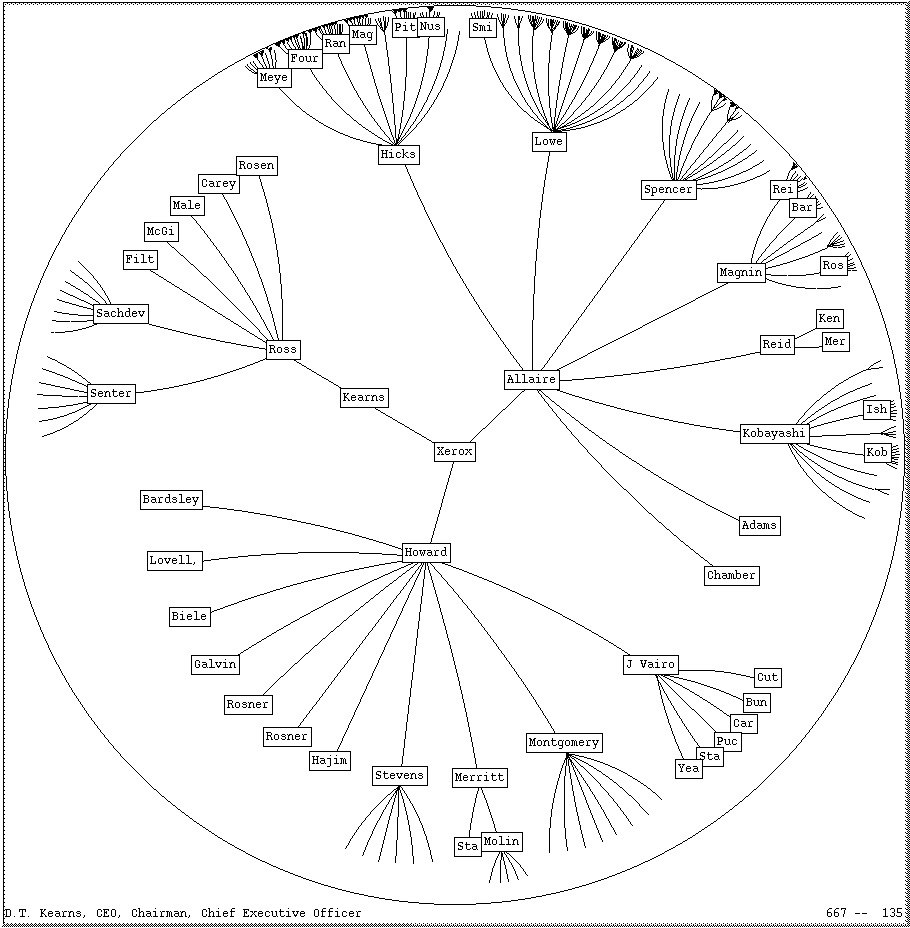 Pit Nus Smi
Mag
Ran
Four
Meye
Lowe
Hicks
Rosen
Carey
Spencer
Rei
Male
Bar
McGi
Filt
Ros
Magnin
Sachdev
Ken
Mer
Reid
Ross
Allaire
Senter
Kearns
Ish
Kobayashi
Xerox
Kob
Bardsley
Adams
Howard
Lovell,
Chamber
Biele
Galvin
J Vairo
Cut
Bun
Rosner
Car
Rosner
Puc
Montgomery
Sta
Hajim
Yea
Stevens
Merritt
Sta
Molin
D.T. Kearns, CEO, Chairman, Chief Executive Officer
667 -- 135